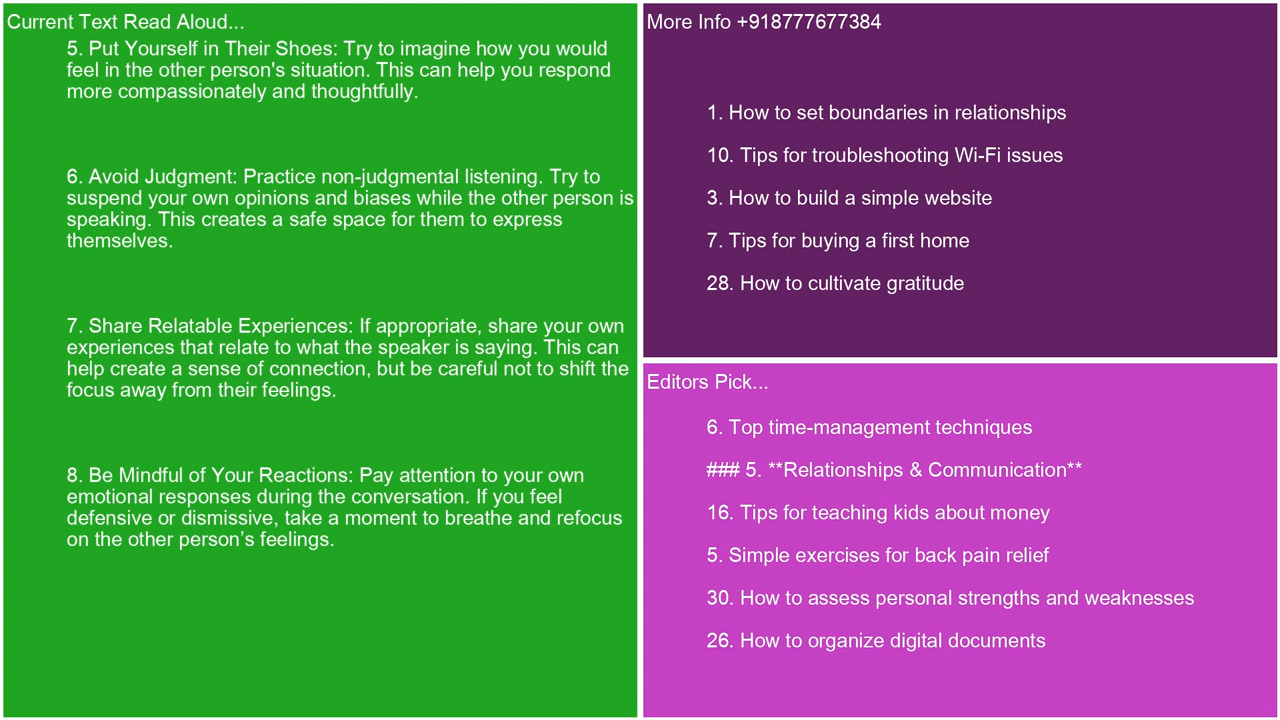 Current Text Read Aloud...
5. Put Yourself in Their Shoes: Try to imagine how you would
feel in the other person's situation. This can help you respond
more compassionately and thoughtfully.
6. Avoid Judgment: Practice non-judgmental listening. Try to
suspend your own opinions and biases while the other person is
speaking. This creates a safe space for them to express
themselves.
7. Share Relatable Experiences: If appropriate, share your own
experiences that relate to what the speaker is saying. This can
help create a sense of connection, but be careful not to shift the
focus away from their feelings.
8. Be Mindful of Your Reactions: Pay attention to your own
emotional responses during the conversation. If you feel
defensive or dismissive, take a moment to breathe and refocus
on the other person’s feelings.
More Info +918777677384
1. How to set boundaries in relationships
10. Tips for troubleshooting Wi-Fi issues
3. How to build a simple website
7. Tips for buying a first home
28. How to cultivate gratitude
Editors Pick...
6. Top time-management techniques
### 5. **Relationships & Communication**
16. Tips for teaching kids about money
5. Simple exercises for back pain relief
30. How to assess personal strengths and weaknesses
26. How to organize digital documents